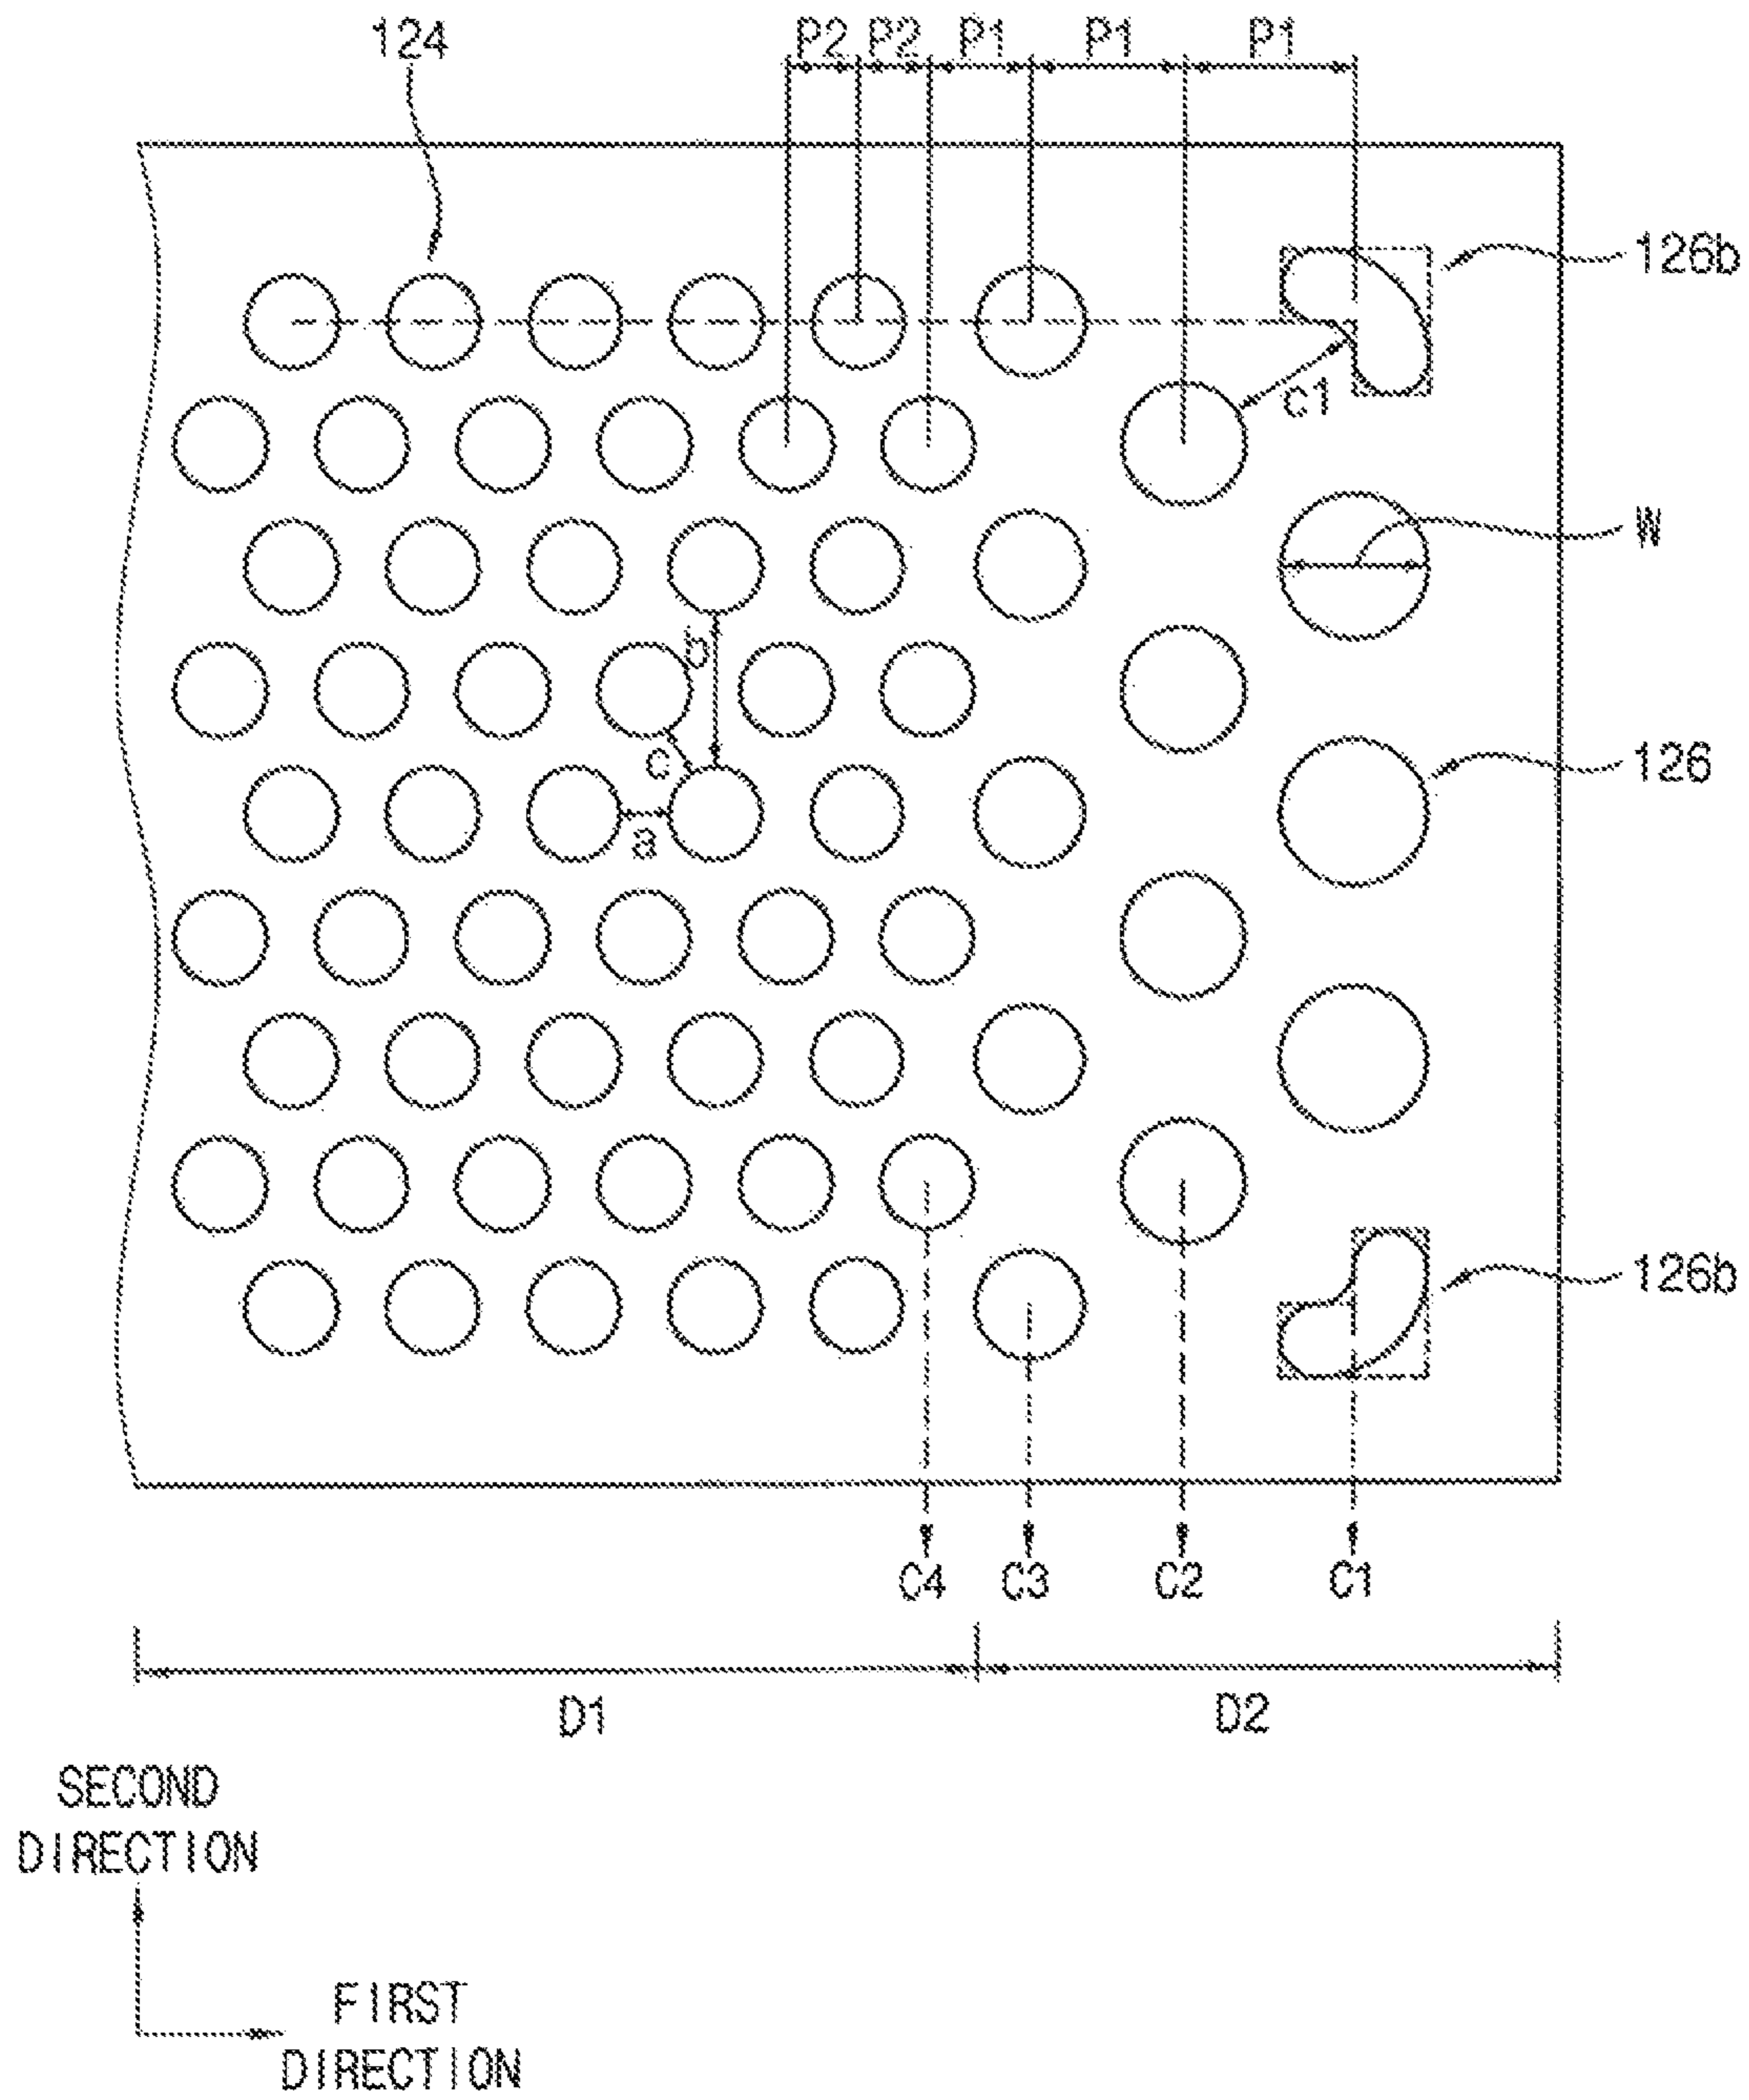 124
P2 P2 P1 P1 P1
126b
c1
W
b
126
c
a
126b
C4 C3 C2 C1
D1 D2
SECOND
DIRECTION
FIRST
DIRECTION